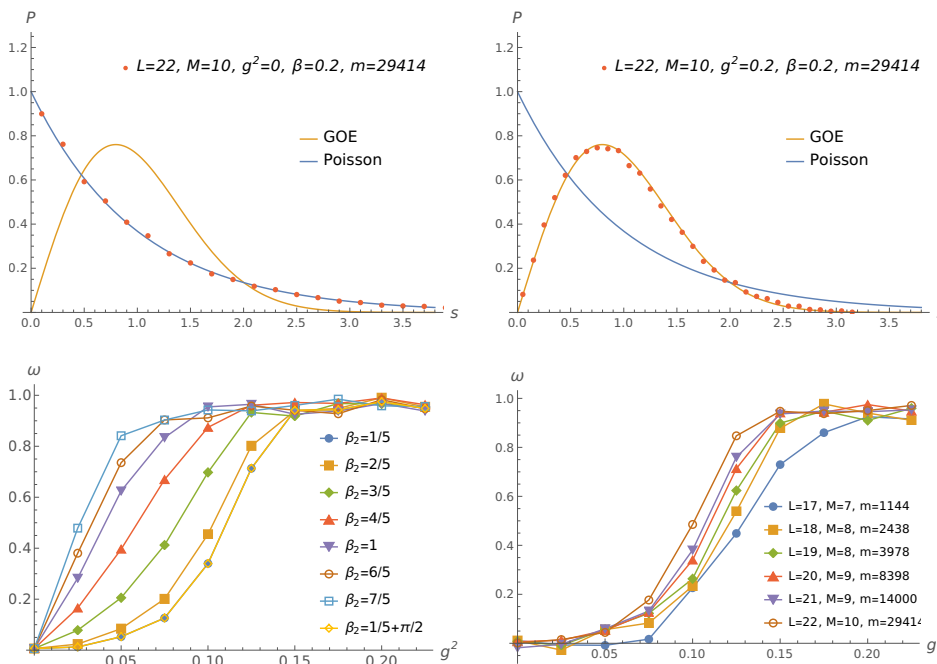 P
1.2
1.0
0.8
0.6
0.4
0.2
0.0 0.5 1.0 1.5 2.0 2.5 3.0 3.5 s
L=22, M=10, g²=0, β=0.2, m=29414
GOE
Poisson
P
1.2
1.0
0.8
0.6
0.4
0.2
0.0 0.5 1.0 1.5 2.0 2.5 3.0 3.5
L=22, M=10, g²=0.2, β=0.2, m=29414
GOE
Poisson
ω
1.0
0.8
0.6
0.4
0.2
0.05 0.10 0.15 0.20 g²
β₂=1/5
β₂=2/5
β₂=3/5
β₂=4/5
β₂=1
β₂=6/5
β₂=7/5
β₂=1/5+π/2
ω
1.0
0.8
0.6
0.4
0.2
0.05 0.10 0.15 0.20 g
L=17, M=7, m=1144
L=18, M=8, m=2438
L=19, M=8, m=3978
L=20, M=9, m=8398
L=21, M=9, m=14000
L=22, M=10, m=29414